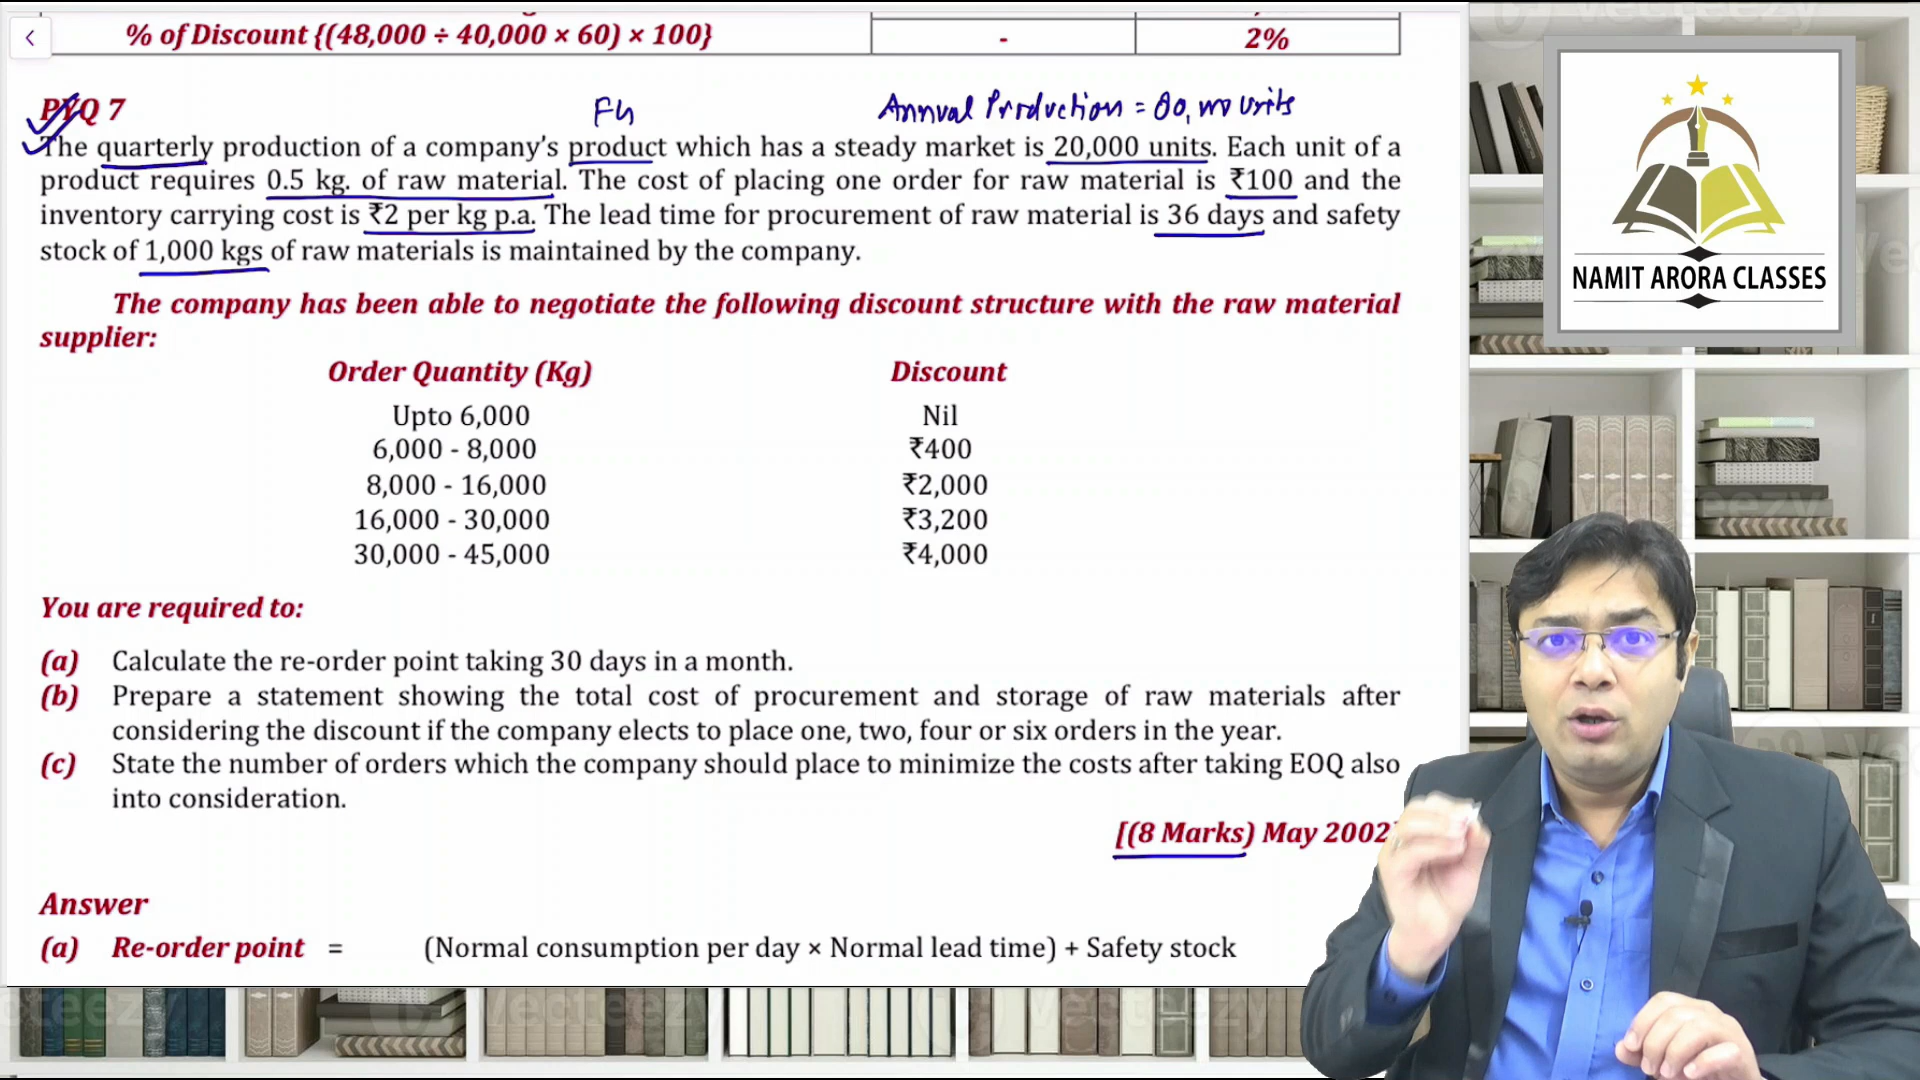 % of Discount {(48,000 ÷ 40,000 × 60) × 100}
-
2%
PYQ 7
FG
Annual Production = 80,000 units
The quarterly production of a company's product which has a steady market is 20,000 units. Each unit of a
product requires 0.5 kg. of raw material. The cost of placing one order for raw material is ₹100 and the
inventory carrying cost is ₹2 per kg p.a. The lead time for procurement of raw material is 36 days and safety
stock of 1,000 kgs of raw materials is maintained by the company.
The company has been able to negotiate the following discount structure with the raw material
supplier:
Order Quantity (Kg) Discount
Upto 6,000 Nil
6,000 - 8,000 ₹400
8,000 - 16,000 ₹2,000
16,000 - 30,000 ₹3,200
30,000 - 45,000 ₹4,000
You are required to:
(a) Calculate the re-order point taking 30 days in a month.
(b) Prepare a statement showing the total cost of procurement and storage of raw materials after
considering the discount if the company elects to place one, two, four or six orders in the year.
(c) State the number of orders which the company should place to minimize the costs after taking EOQ also
into consideration.
[(8 Marks) May 2002]
Answer
(a) Re-order point = (Normal consumption per day × Normal lead time) + Safety stock
NAMIT ARORA CLASSES